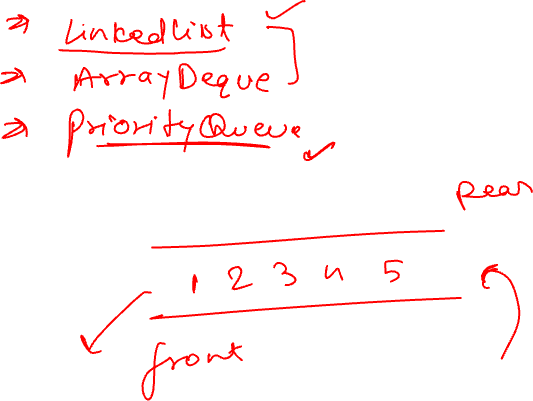 LinkedList
ArrayDeque
PriorityQueue
Rear
1 2 3 4 5
front